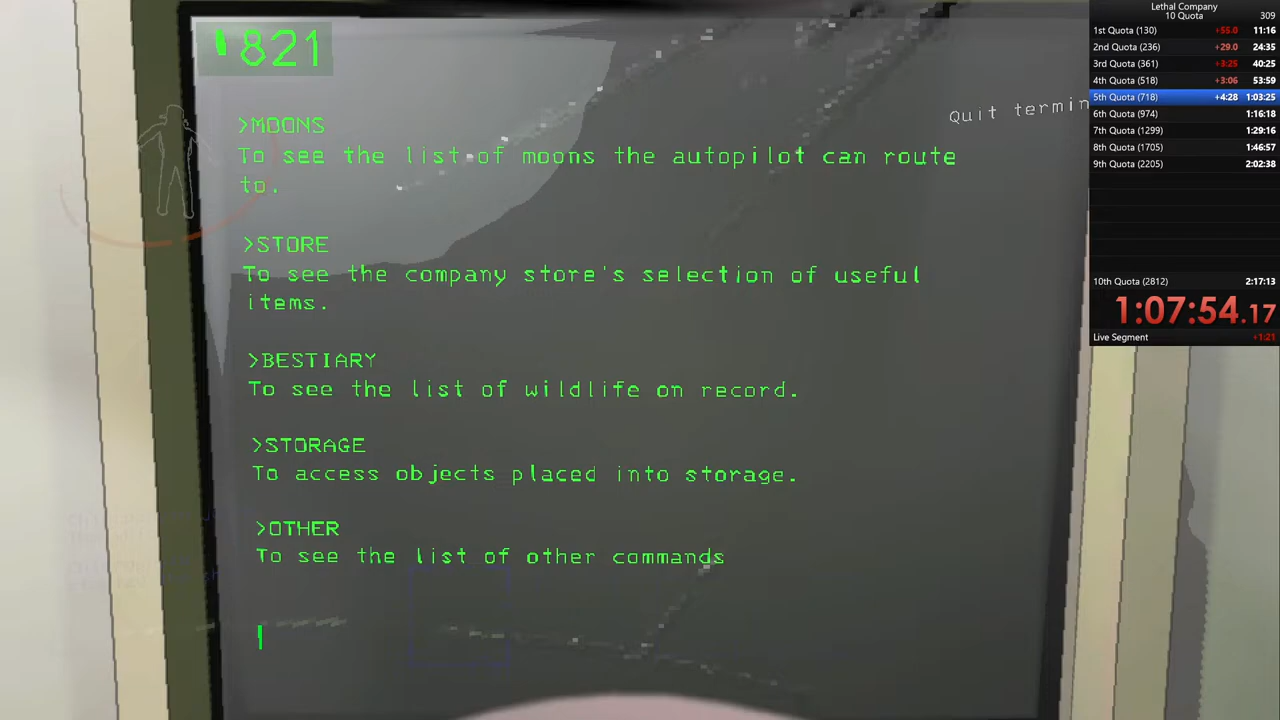 821
>MOONS
To see the list of moons the autopilot can route
to.
>STORE
To see the company store's selection of useful
items.
>BESTIARY
To see the list of wildlife on record.
>STORAGE
To access objects placed into storage.
>OTHER
To see the list of other commands
Quit termin
Lethal Company
10 Quota 309
1st Quota (130) +55.0 11:16
2nd Quota (236) +29.0 24:35
3rd Quota (361) +3:25 40:25
4th Quota (518) +3:06 53:59
5th Quota (718) +4:28 1:03:25
6th Quota (974) 1:16:18
7th Quota (1299) 1:29:16
8th Quota (1705) 1:46:57
9th Quota (2205) 2:02:38
10th Quota (2812) 2:17:13
1:07:54.17
Live Segment +1:21